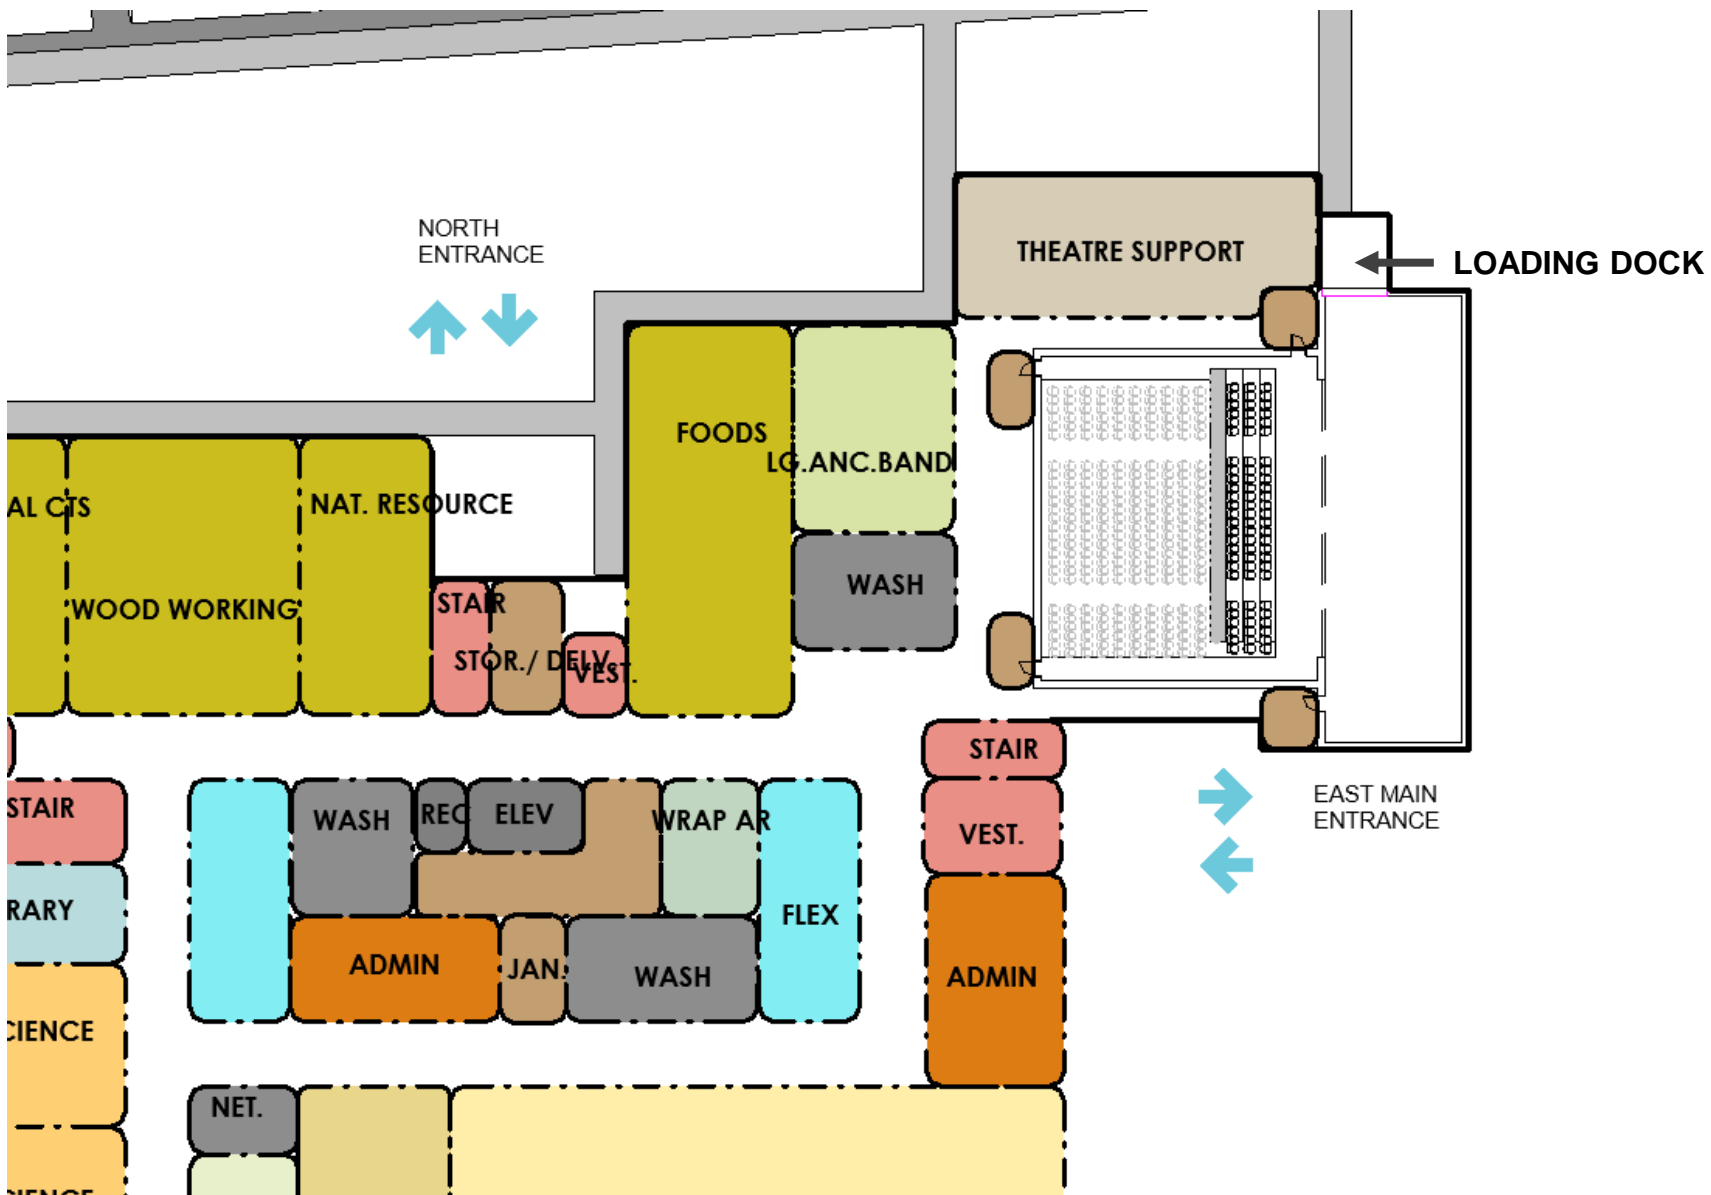 NORTH
ENTRANCE
THEATRE SUPPORT
LOADING DOCK
FOODS
LG.ANC.BAND
AL CTS
NAT. RESOURCE
WASH
WOOD WORKING
STAIR
STOR./ DELV.
VEST.
STAIR
EAST MAIN
ENTRANCE
STAIR
WASH
REC
ELEV
WRAP AR
VEST.
RARY
FLEX
ADMIN
JAN.
WASH
ADMIN
CIENCE
NET.
CIENCE